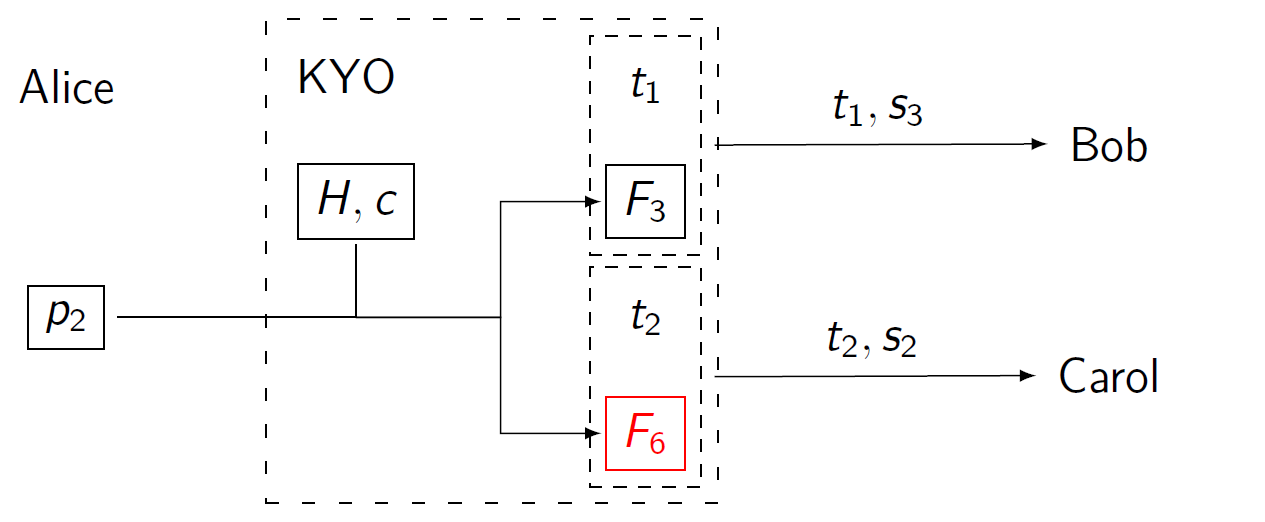 Alice
KYO
t₁
t₁, s₃
Bob
H, c
F₃
p₂
t₂
t₂, s₂
Carol
F₆